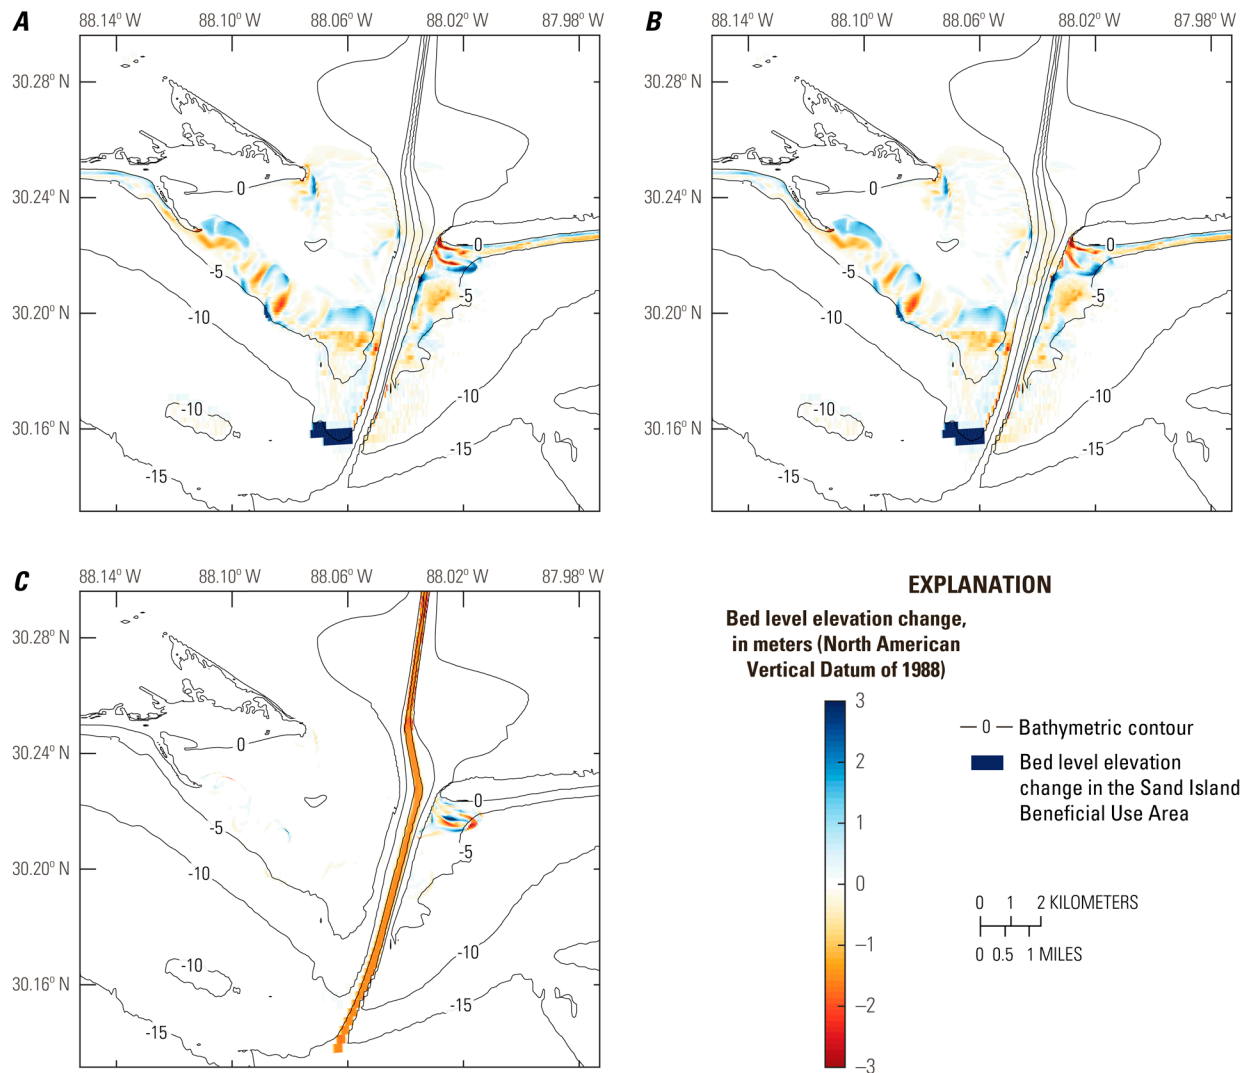 A
88.14° W 88.10° W 88.06° W 88.02° W 87.98° W
30.28° N
30.24° N
30.20° N
30.16° N
0
0
-5
-5
-10
-10
-10
-15
-15
B
88.14° W 88.10° W 88.06° W 88.02° W 87.98° W
30.28° N
30.24° N
30.20° N
30.16° N
0
0
-5
-5
-10
-10
-10
-15
-15
C
88.14° W 88.10° W 88.06° W 88.02° W 87.98° W
30.28° N
30.24° N
30.20° N
30.16° N
0
0
-5
-5
-10
-10
-10
-15
-15
EXPLANATION
Bed level elevation change,
in meters (North American
Vertical Datum of 1988)
3
2
1
0
–1
–2
–3
0 Bathymetric contour
Bed level elevation
change in the Sand Island
Beneficial Use Area
0 1 2 KILOMETERS
0 0.5 1 MILES